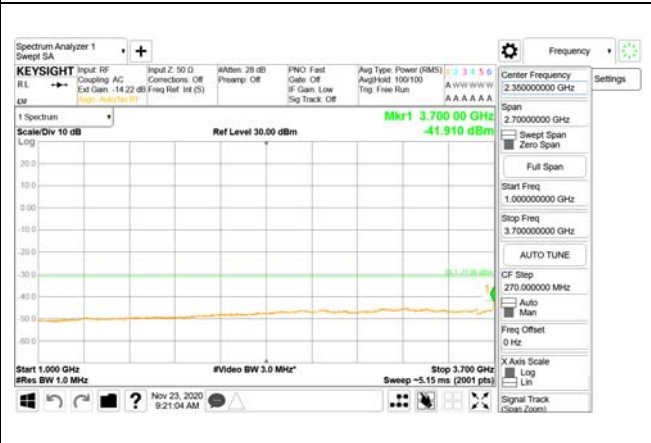 Spectrum Analyzer 1
Swept SA
+
Frequency
KEYSIGHT Input: RF Input Z: 50 Ω #Atten: 28 dB PNO: Fast Avg Type: Power (RMS) 1 2 3 4 5 6
RL Coupling: AC Corrections: Off Preamp: Off Gate: Off Avg|Hold: 100/100 A W W W W W
Ext Gain: -14.22 dB Freq Ref: Int (S) IF Gain: Low Trig: Free Run
Align: Auto/No RF Sig Track: Off A A A A A A
1 Spectrum
Scale/Div 10 dB Ref Level 30.00 dBm
Mkr1 3.700 00 GHz
-41.910 dBm
Log
20.0
10.0
0.00
-10.0
-20.0
-30.0
-40.0
-50.0
-60.0
1
Start 1.000 GHz #Video BW 3.0 MHz* Stop 3.700 GHz
#Res BW 1.0 MHz Sweep ~5.15 ms (2001 pts)
? Nov 23, 2020
9:21:04 AM
Center Frequency
2.350000000 GHz
Settings
Span
2.70000000 GHz
Swept Span
Zero Span
Full Span
Start Freq
1.000000000 GHz
Stop Freq
3.700000000 GHz
AUTO TUNE
CF Step
270.000000 MHz
Auto
Man
Freq Offset
0 Hz
X Axis Scale
Log
Lin
Signal Track
(Span Zoom)